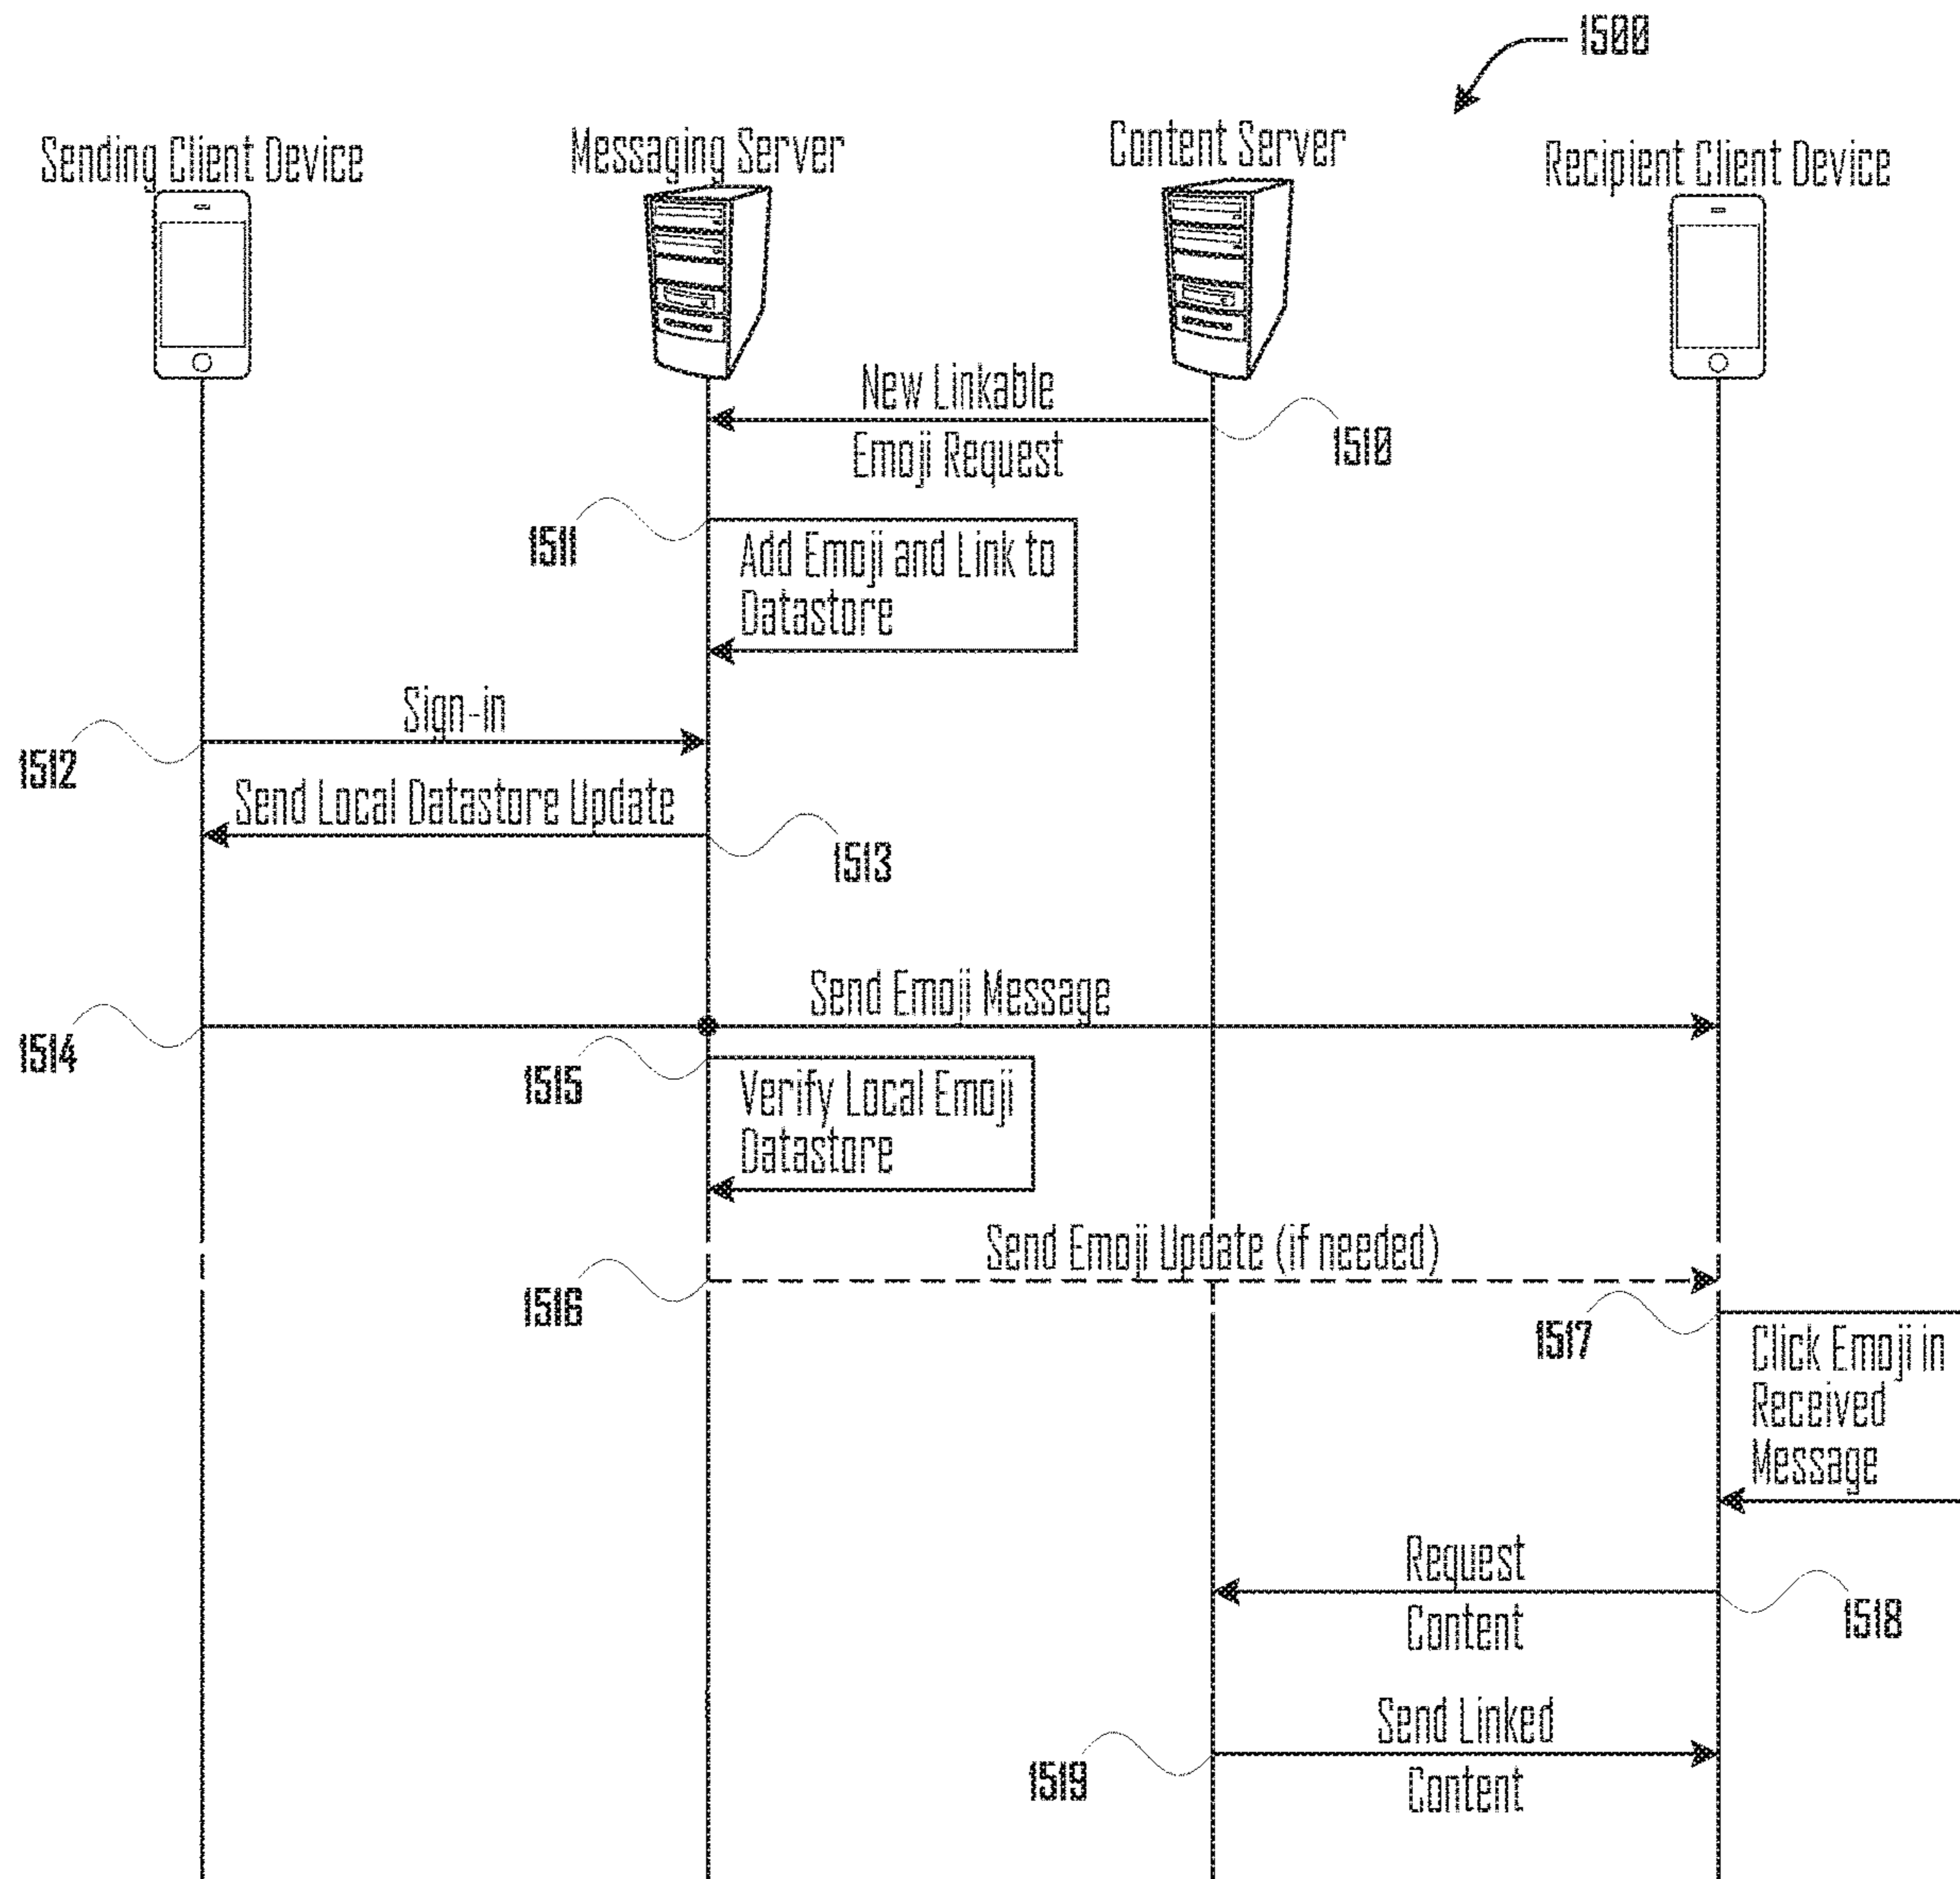 1500
Sending Client Device
Messaging Server
Content Server
Recipient Client Device
New Linkable
Emoji Request
1510
1511
Add Emoji and Link to
Datastore
Sign-in
1512
Send Local Datastore Update
1513
Send Emoji Message
1514
1515
Verify Local Emoji
Datastore
Send Emoji Update (if needed)
1516
1517
Click Emoji in
Received
Message
Request
Content
1518
Send Linked
Content
1519